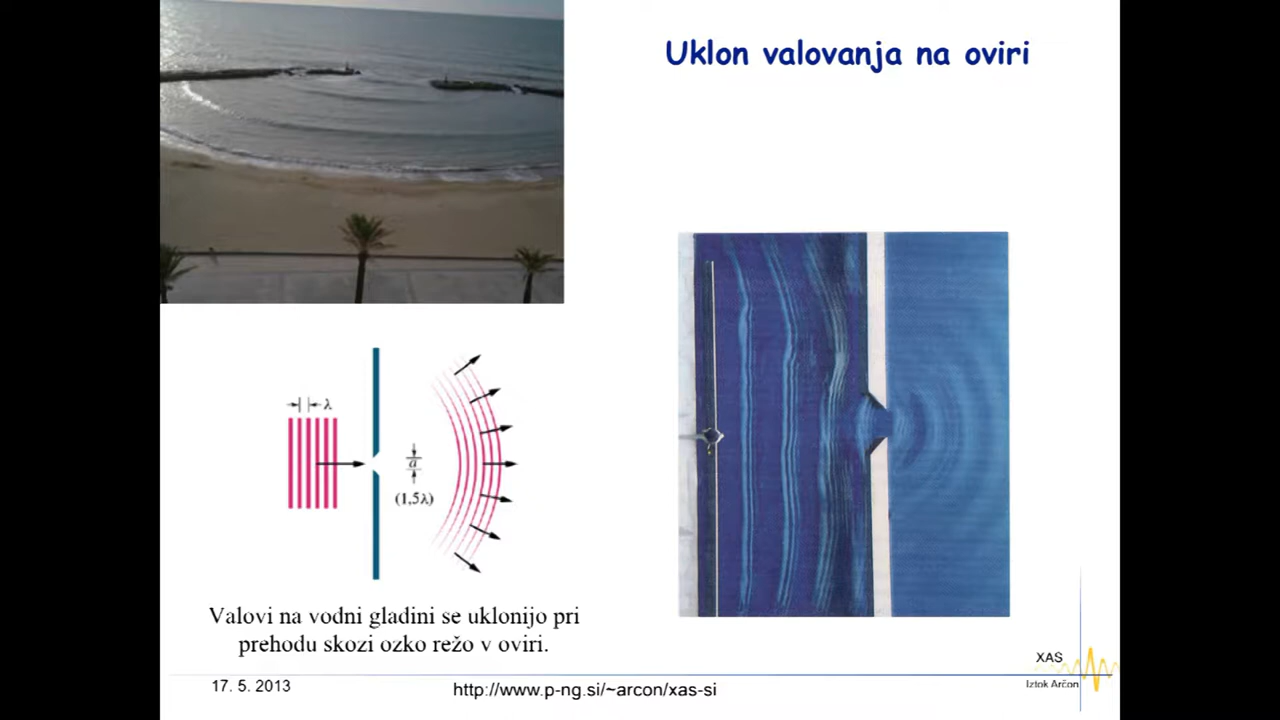 Uklon valovanja na oviri
λ
a
(1,5λ)
Valovi na vodni gladini se uklonijo pri
prehodu skozi ozko režo v oviri.
17. 5. 2013
http://www.p-ng.si/~arcon/xas-si
XAS
Iztok Arčon